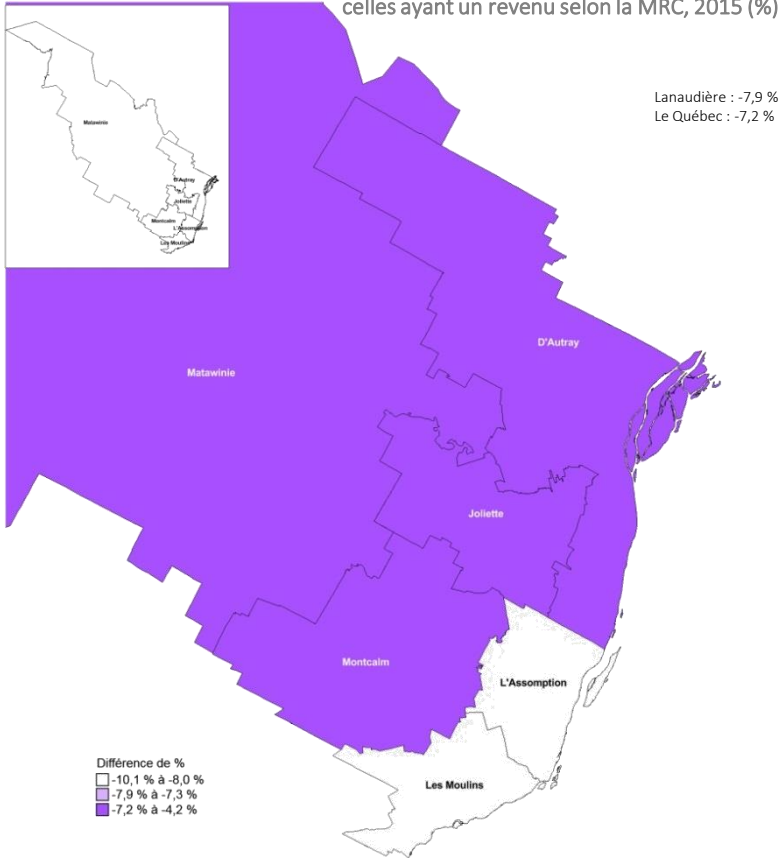 celles ayant un revenu selon la MRC, 2015 (%)
Lanaudière : -7,9 %
Le Québec : -7,2 %
Matawinie
D'Autray
Joliette
Montcalm
L'Assomption
Les Moulins
Matawinie
D'Autray
Joliette
Montcalm
L'Assomption
Les Moulins
Différence de %
-10,1 % à -8,0 %
-7,9 % à -7,3 %
-7,2 % à -4,2 %